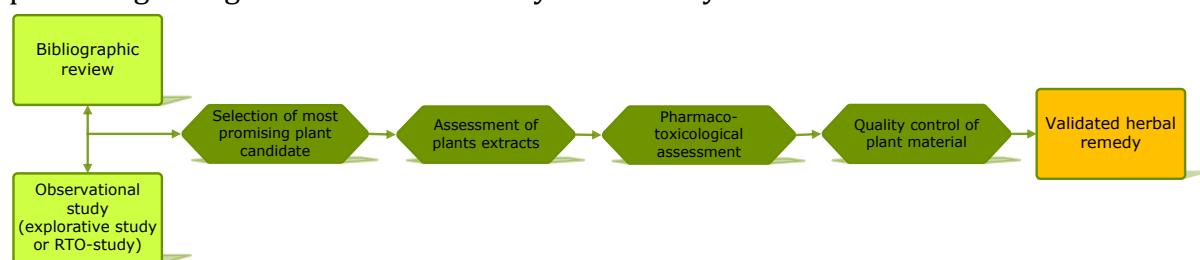 Bibliographic
review
Selection of most
promising plant
candidate
Assessment of
plants extracts
Pharmaco-
toxicological
assessment
Quality control of
plant material
Validated herbal
remedy
Observational
study
(explorative study
or RTO-study)